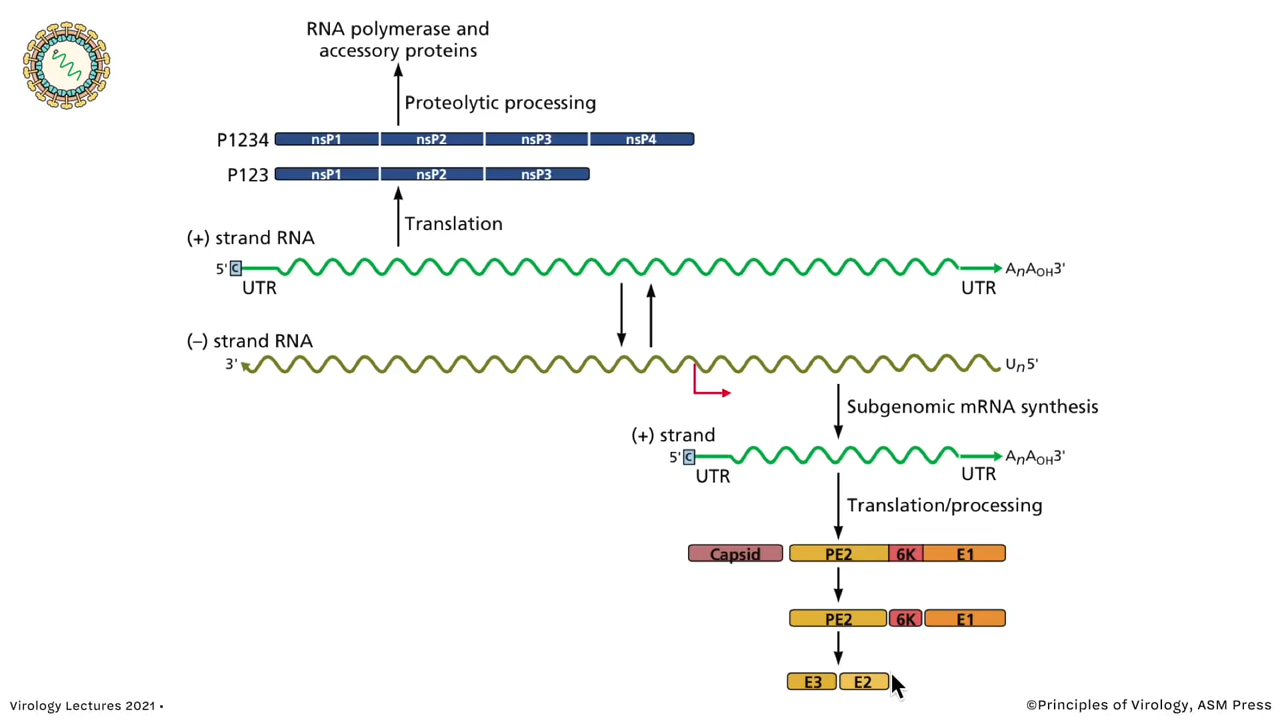 RNA polymerase and
accessory proteins
Proteolytic processing
P1234 nsP1 nsP2 nsP3 nsP4
P123 nsP1 nsP2 nsP3
Translation
(+) strand RNA
5' C AnAOH3'
UTR UTR
(–) strand RNA
3' Un5'
Subgenomic mRNA synthesis
(+) strand
5' C AnAOH3'
UTR UTR
Translation/processing
Capsid PE2 6K E1
PE2 6K E1
E3 E2
Virology Lectures 2021 • ©Principles of Virology, ASM Press